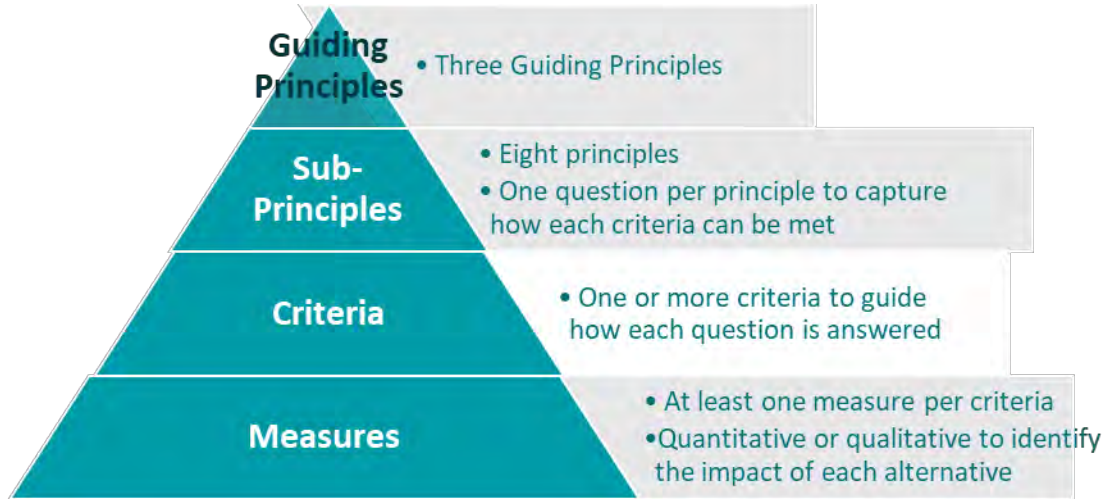 Guiding
Principles
• Three Guiding Principles
Sub-
Principles
• Eight principles
• One question per principle to capture
how each criteria can be met
Criteria
• One or more criteria to guide
how each question is answered
Measures
• At least one measure per criteria
•Quantitative or qualitative to identify
the impact of each alternative